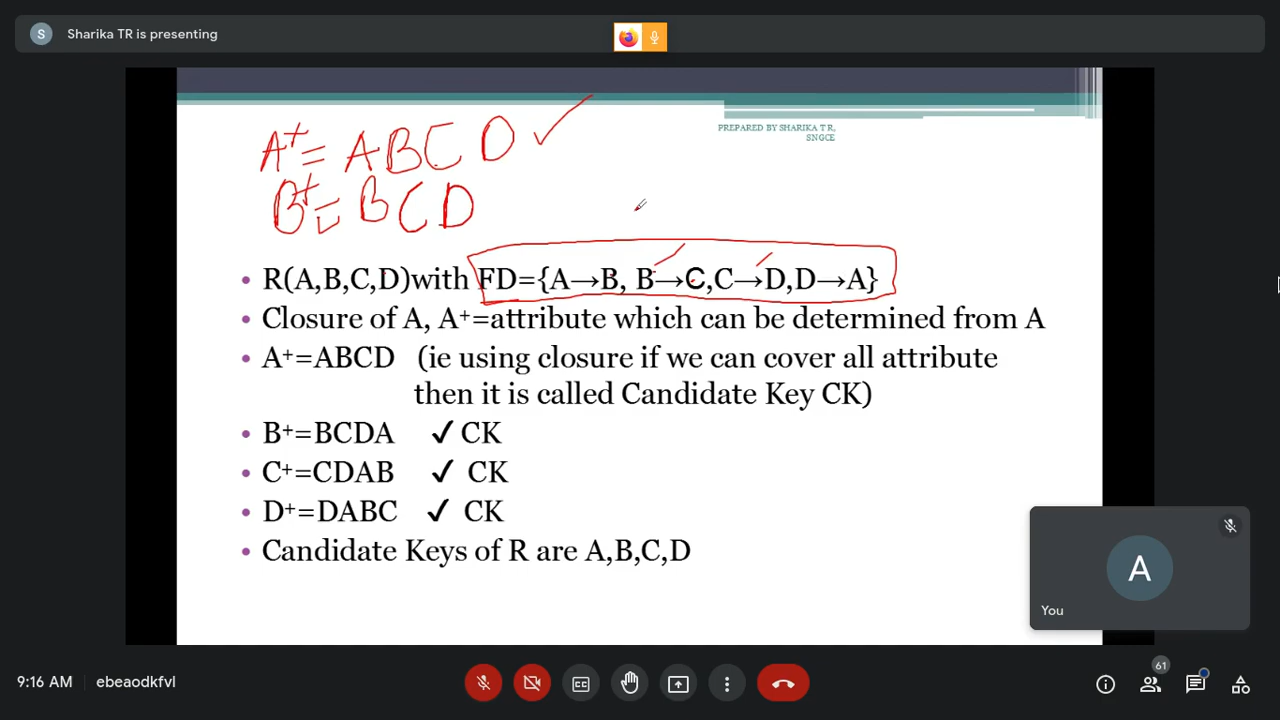 S Sharika TR is presenting
PREPARED BY SHARIKA T R,
SNGCE
A+= ABCD ✓
B+= BCD
• R(A,B,C,D)with FD={A→B, B→C,C→D,D→A}
• Closure of A, A+=attribute which can be determined from A
• A+=ABCD (ie using closure if we can cover all attribute
then it is called Candidate Key CK)
• B+=BCDA ✓ CK
• C+=CDAB ✓ CK
• D+=DABC ✓ CK
• Candidate Keys of R are A,B,C,D
A
You
9:16 AM ebeaodkfvl
CC
61